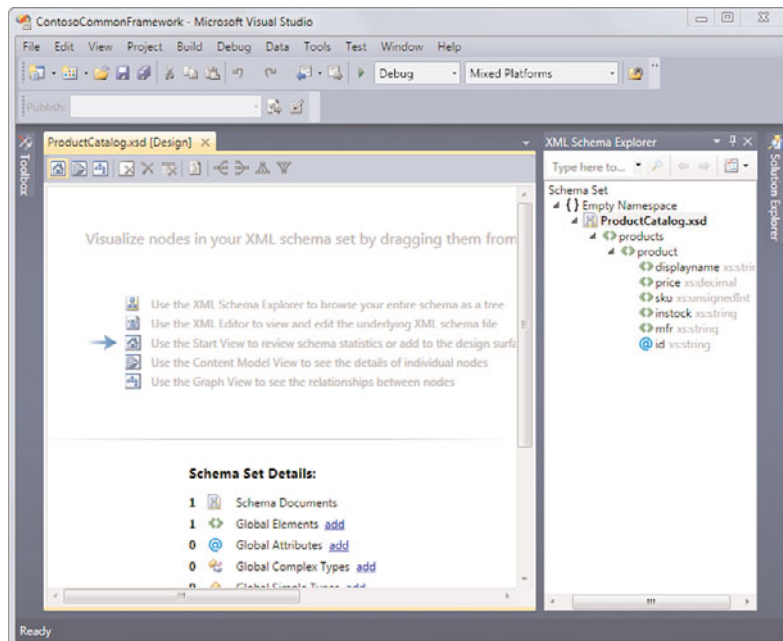 ContosoCommonFramework - Microsoft Visual Studio
File Edit View Project Build Debug Data Tools Test Window Help
Debug Mixed Platforms
Publish:
Toolbox
ProductCatalog.xsd [Design]
Visualize nodes in your XML schema set by dragging them from
Use the XML Schema Explorer to browse your entire schema as a tree
Use the XML Editor to view and edit the underlying XML schema file
Use the Start View to review schema statistics or add to the design surfa
Use the Content Model View to see the details of individual nodes
Use the Graph View to see the relationships between nodes
Schema Set Details:
1 Schema Documents
1 Global Elements add
0 Global Attributes add
0 Global Complex Types add
0 Global Simple Types add
XML Schema Explorer
Type here to...
Schema Set
{ } Empty Namespace
ProductCatalog.xsd
products
product
displayname xs:strin
price xs:decimal
sku xs:unsignedInt
instock xs:string
mfr xs:string
id xs:string
Solution Explorer
Ready